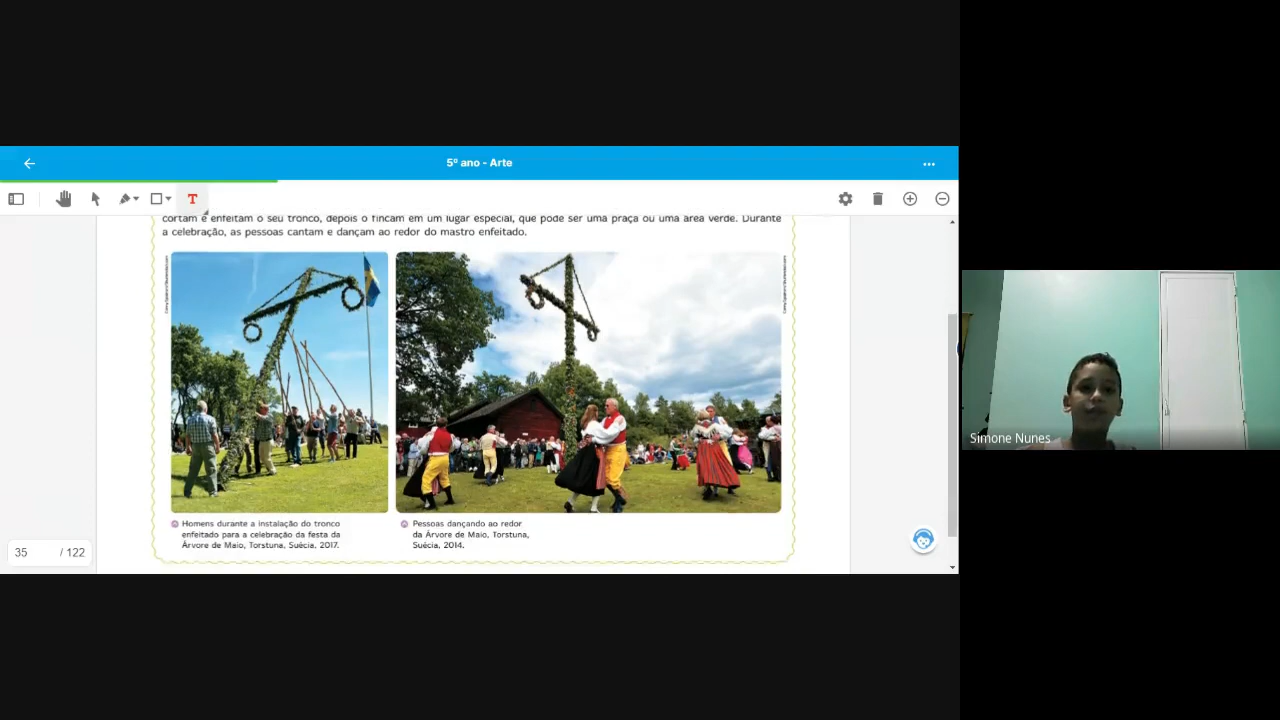 5º ano - Arte
T
cortam e enfeitam o seu tronco, depois o fincam em um lugar especial, que pode ser uma praça ou uma área verde. Durante
a celebração, as pessoas cantam e dançam ao redor do mastro enfeitado.
Homens durante a instalação do tronco
enfeitado para a celebração da festa da
Árvore de Maio, Torstuna, Suécia, 2017.
Pessoas dançando ao redor
da Árvore de Maio, Torstuna,
Suécia, 2014.
35 / 122
Simone Nunes